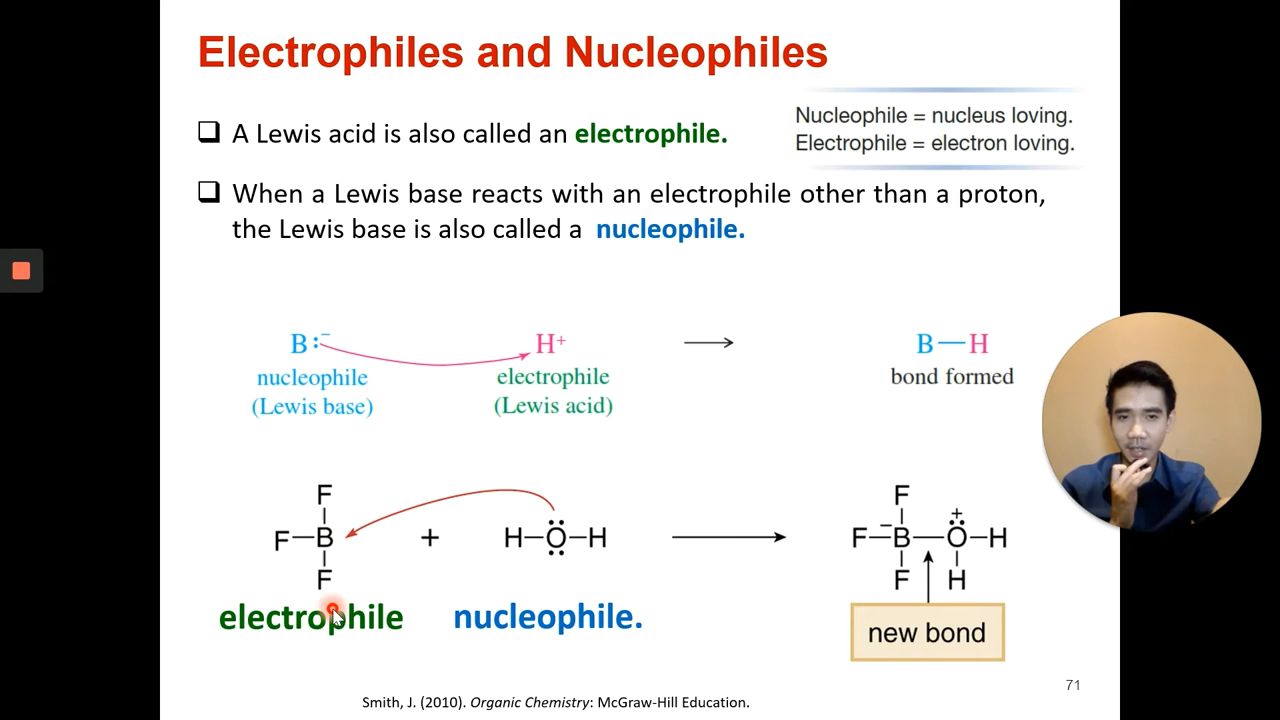 Electrophiles and Nucleophiles
A Lewis acid is also called an electrophile.
Nucleophile = nucleus loving.
Electrophile = electron loving.
When a Lewis base reacts with an electrophile other than a proton,
the Lewis base is also called a nucleophile.
B:⁻ H⁺ → B—H
nucleophile electrophile bond formed
(Lewis base) (Lewis acid)
F F +
F—B + H—Ö—H → F—B⁻—Ö—H
F F H
electrophile nucleophile.
new bond
71
Smith, J. (2010). Organic Chemistry: McGraw-Hill Education.